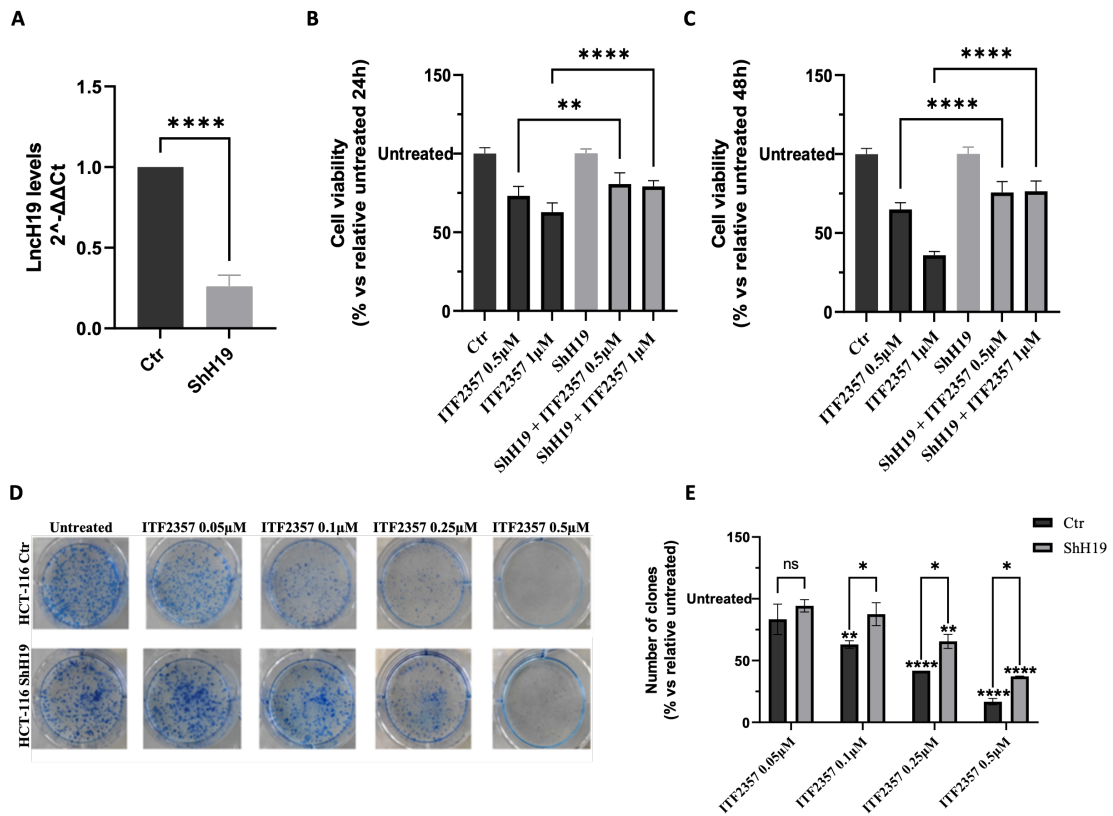 A
LncH19 levels
2^-ΔΔCt
1.5
1.0
0.5
0.0
****
Ctr
ShH19
B
Cell viability
(% vs relative untreated 24h)
150
Untreated
50
0
**
****
Ctr
ITF2357 0.5µM
ITF2357 1µM
ShH19
ShH19 + ITF2357 0.5µM
ShH19 + ITF2357 1µM
C
Cell viability
(% vs relative untreated 48h)
150
Untreated
50
0
****
****
Ctr
ITF2357 0.5µM
ITF2357 1µM
ShH19
ShH19 + ITF2357 0.5µM
ShH19 + ITF2357 1µM
D
Untreated
ITF2357 0.05µM
ITF2357 0.1µM
ITF2357 0.25µM
ITF2357 0.5µM
HCT-116 Ctr
HCT-116 ShH19
E
Ctr
ShH19
Number of clones
(% vs relative untreated)
150
Untreated
50
0
ns
*
*
*
**
****
**
****
****
ITF2357 0.05µM
ITF2357 0.1µM
ITF2357 0.25µM
ITF2357 0.5µM